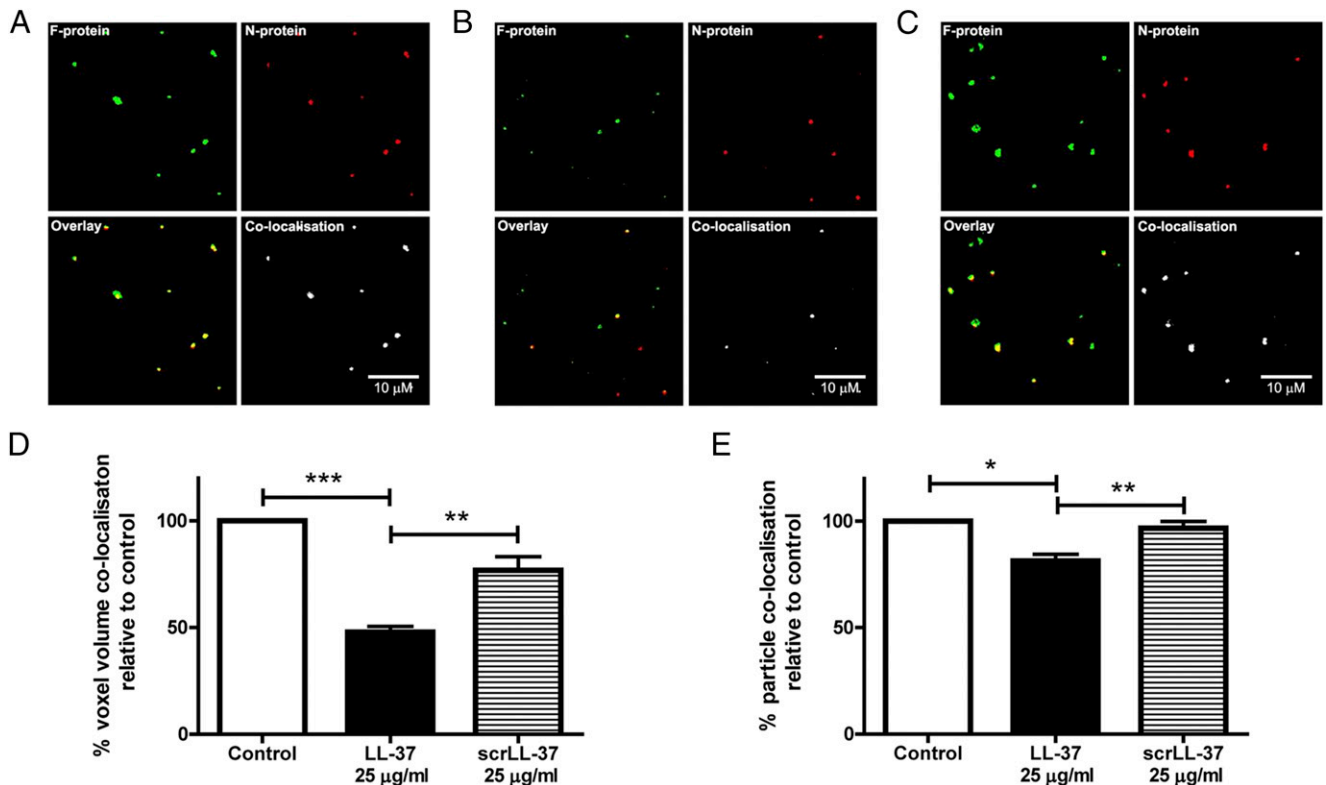 A
F-protein
N-protein
Overlay
Co-localisation
10 µM
B
F-protein
N-protein
Overlay
Co-localisation
10 µM
C
F-protein
N-protein
Overlay
Co-localisation
10 µM
D
% voxel volume co-localisaton
relative to control
100
50
0
***
**
Control
LL-37
25 µg/ml
scrLL-37
25 µg/ml
E
% particle co-localisation
relative to control
100
50
0
*
**
Control
LL-37
25 µg/ml
scrLL-37
25 µg/ml